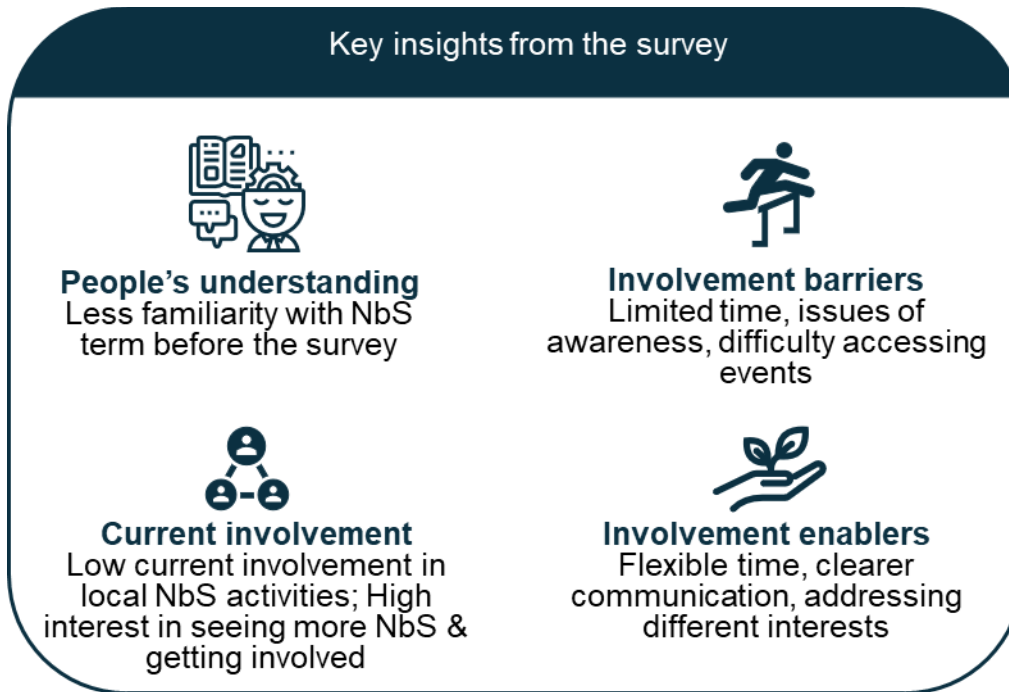 Key insights from the survey
People’s understanding
Less familiarity with NbS
term before the survey
Involvement barriers
Limited time, issues of
awareness, difficulty accessing
events
Current involvement
Low current involvement in
local NbS activities; High
interest in seeing more NbS &
getting involved
Involvement enablers
Flexible time, clearer
communication, addressing
different interests